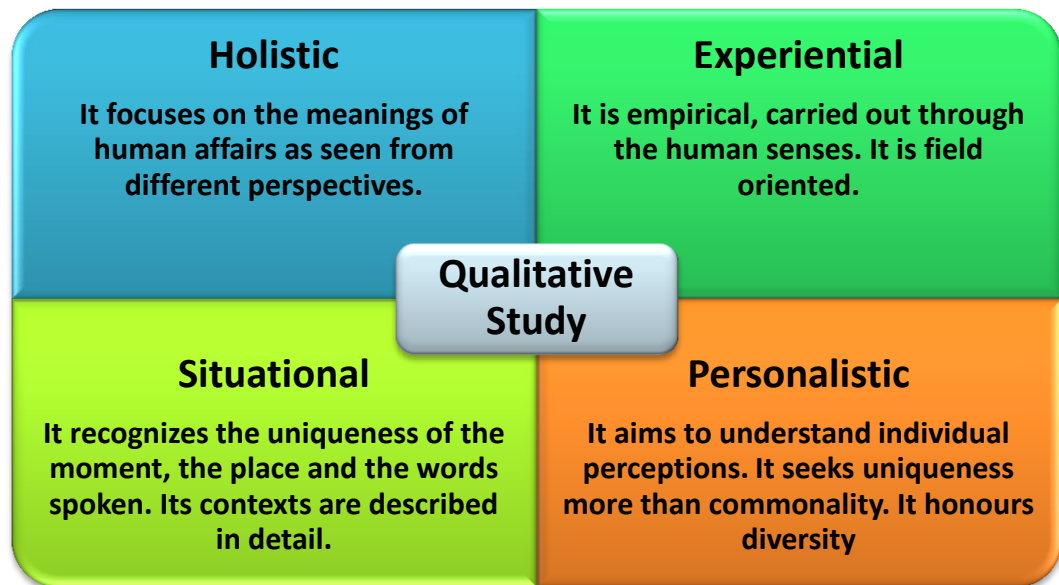 Holistic
It focuses on the meanings of
human affairs as seen from
different perspectives.
Experiential
It is empirical, carried out through
the human senses. It is field
oriented.
Qualitative
Study
Situational
It recognizes the uniqueness of the
moment, the place and the words
spoken. Its contexts are described
in detail.
Personalistic
It aims to understand individual
perceptions. It seeks uniqueness
more than commonality. It honours
diversity